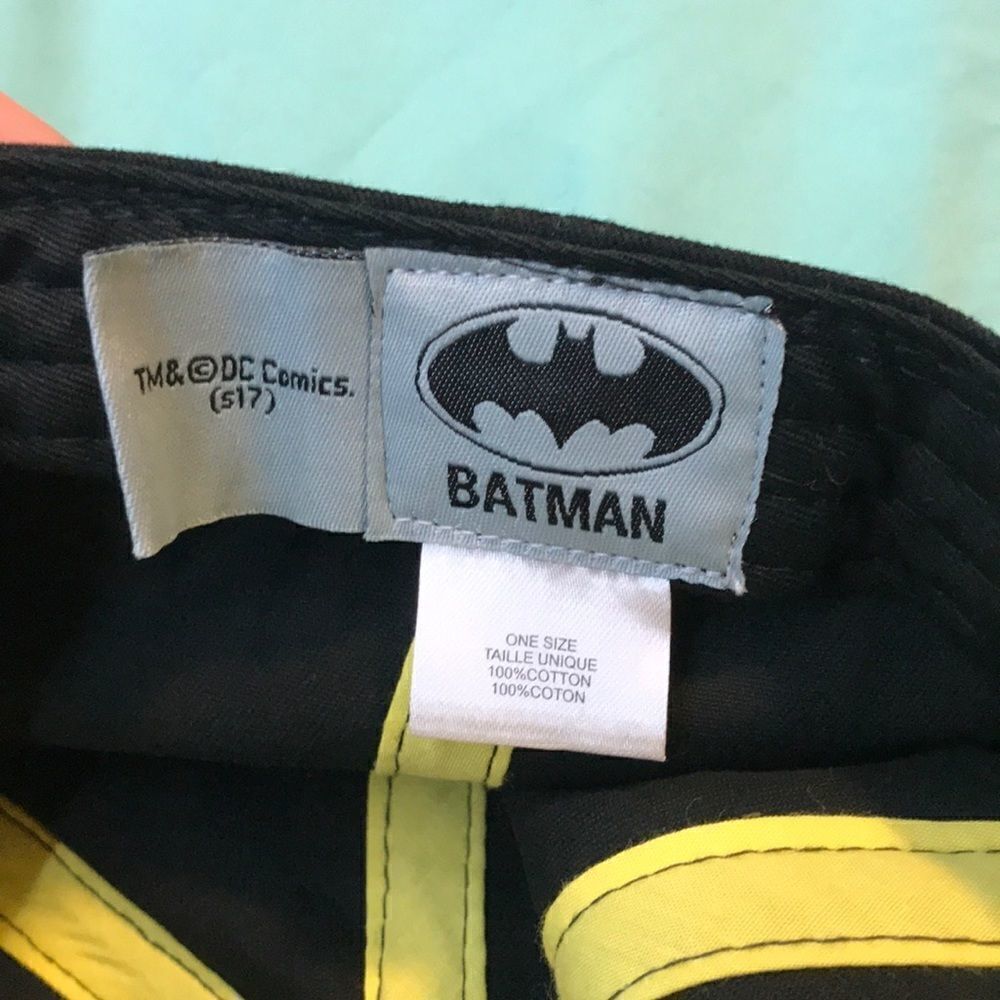 TM&©DC Comics.
(s17)
BATMAN
ONE SIZE
TAILLE UNIQUE
100%COTTON
100%COTON